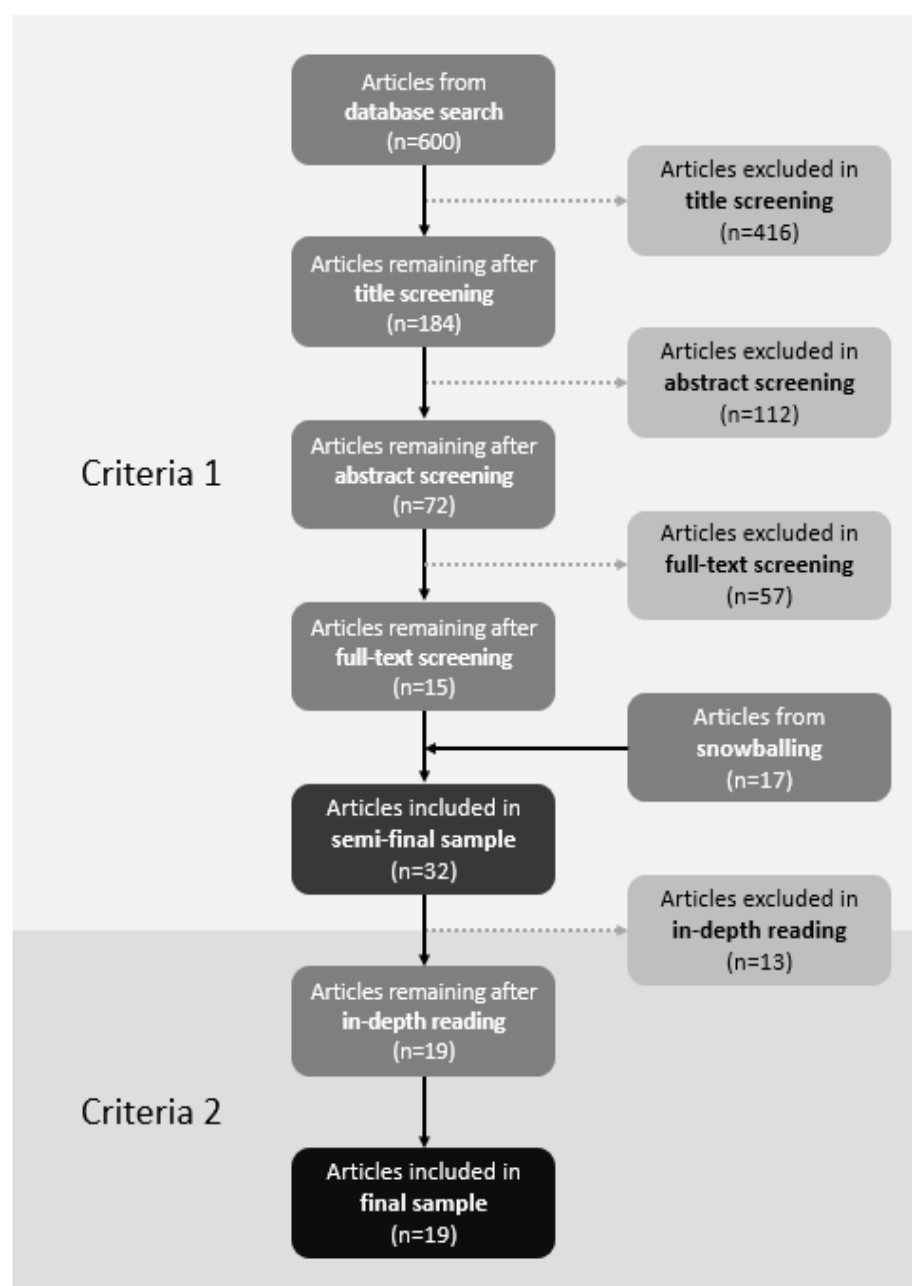 Articles from
database search
(n=600)
Articles excluded in
title screening
(n=416)
Articles remaining after
title screening
(n=184)
Articles excluded in
abstract screening
(n=112)
Criteria 1
Articles remaining after
abstract screening
(n=72)
Articles excluded in
full-text screening
(n=57)
Articles remaining after
full-text screening
(n=15)
Articles from
snowballing
(n=17)
Articles included in
semi-final sample
(n=32)
Articles excluded in
in-depth reading
(n=13)
Articles remaining after
in-depth reading
(n=19)
Criteria 2
Articles included in
final sample
(n=19)